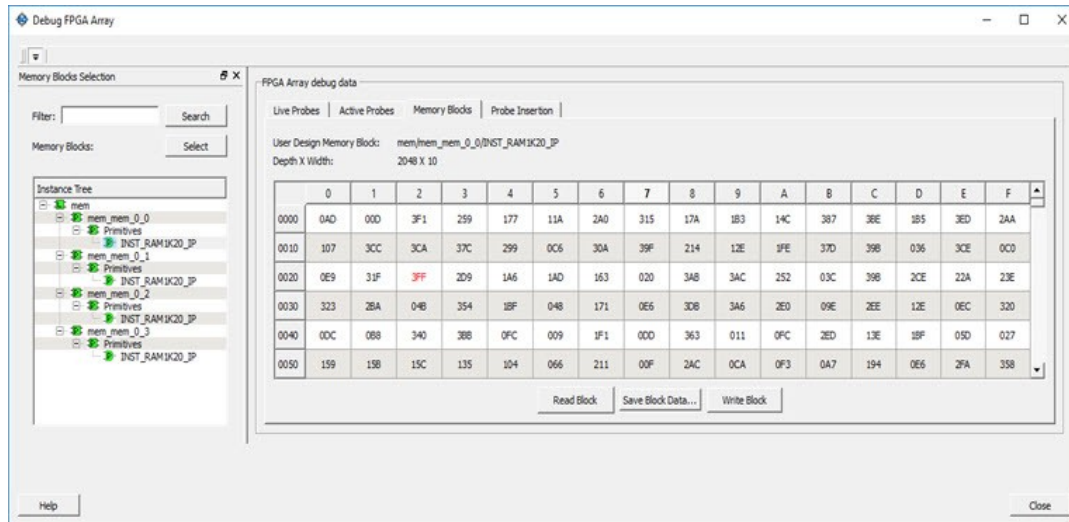 Debug FPGA Array
Memory Blocks Selection
Filter: Search
Memory Blocks: Select
Instance Tree
mem
mem_mem_0_0
Primitives
INST_RAM1K20_IP
mem_mem_0_1
Primitives
INST_RAM1K20_IP
mem_mem_0_2
Primitives
INST_RAM1K20_IP
mem_mem_0_3
Primitives
INST_RAM1K20_IP
FPGA Array debug data
Live Probes Active Probes Memory Blocks Probe Insertion
User Design Memory Block: mem/mem_mem_0_0/INST_RAM1K20_IP
Depth X Width: 2048 X 10
0 1 2 3 4 5 6 7 8 9 A B C D E F
0000 0AD 00D 3F1 259 177 11A 2A0 315 17A 1B3 14C 387 3BE 1B5 3ED 2AA
0010 107 3CC 3CA 37C 299 0C6 30A 39F 214 12E 1FE 37D 39B 036 3CE 0C0
0020 0E9 31F 3FF 2D9 1A6 1AD 163 020 3AB 3AC 252 03C 39B 2CE 22A 23E
0030 323 2BA 04B 354 1BF 04B 171 0E6 3DB 3A6 2E0 09E 2EE 12E 0EC 320
0040 0DC 0B8 340 3BB 0FC 009 1F1 0DD 363 011 0FC 2ED 13E 1BF 05D 027
0050 159 15B 15C 135 104 066 211 00F 2AC 0CA 0F3 0A7 194 0E6 2FA 358
Read Block Save Block Data... Write Block
Help Close